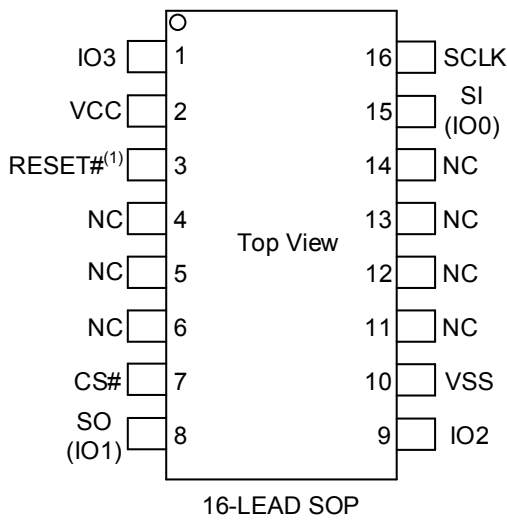 IO3 1 16 SCLK
VCC 2 15 SI
(IO0)
RESET#(1) 3 14 NC
NC 4 13 NC
Top View
NC 5 12 NC
NC 6 11 NC
CS# 7 10 VSS
SO
(IO1) 8 9 IO2
16-LEAD SOP